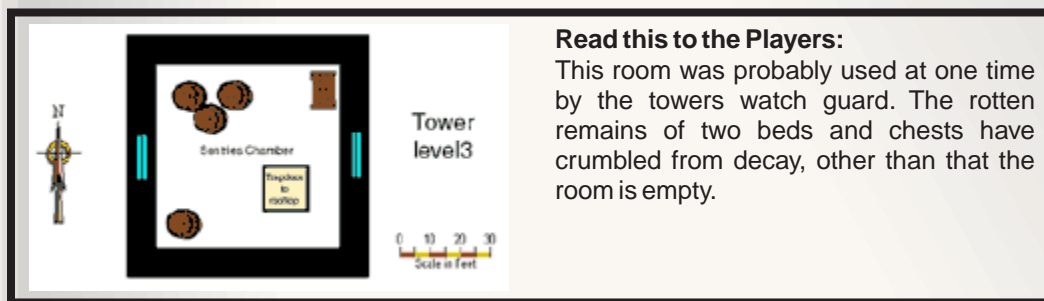 N
Sentries Chamber
Trapdoor
to
rooftop
Tower
level3
0 10 20 30
Scale in Feet
Read this to the Players:
This room was probably used at one time
by the towers watch guard. The rotten
remains of two beds and chests have
crumbled from decay, other than that the
room is empty.